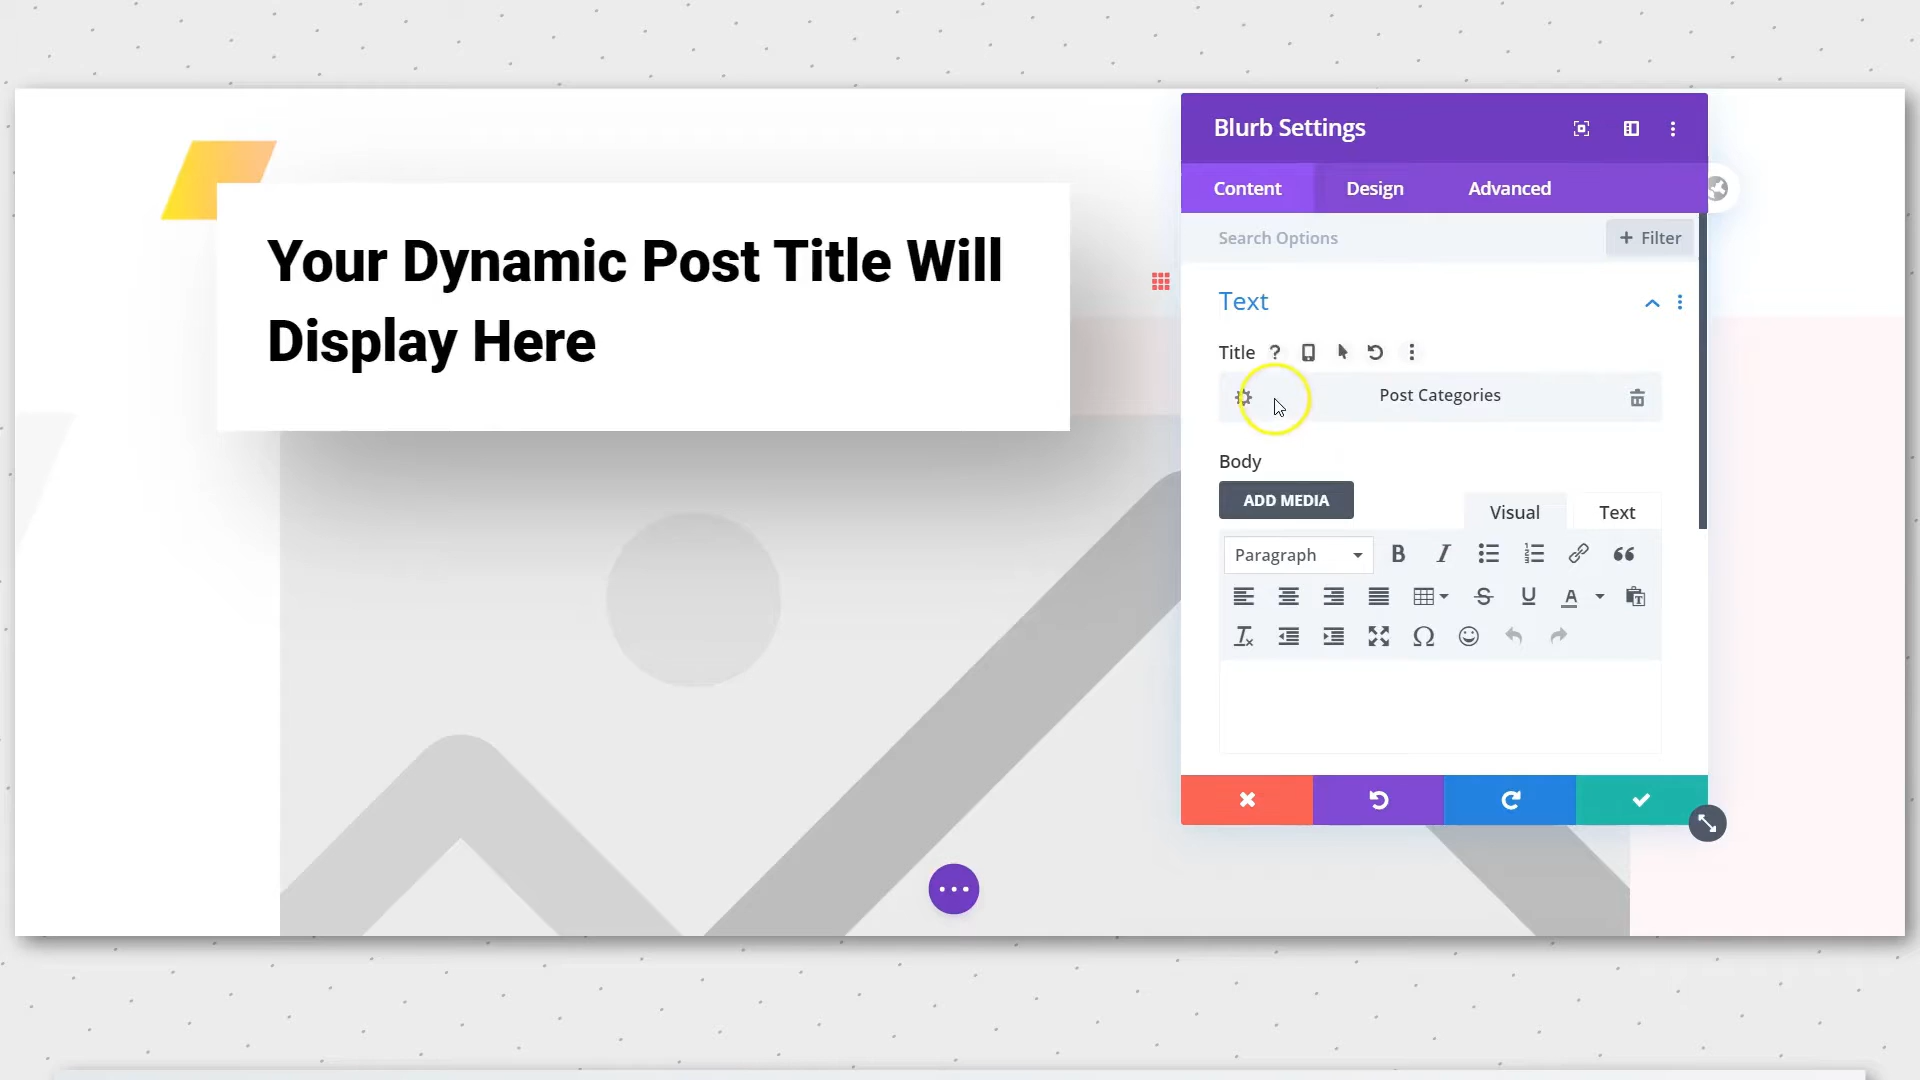 Your Dynamic Post Title Will
Display Here
Blurb Settings
Content
Design
Advanced
Search Options
+ Filter
Text
Title ?
Post Categories
Body
ADD MEDIA
Visual
Text
Paragraph